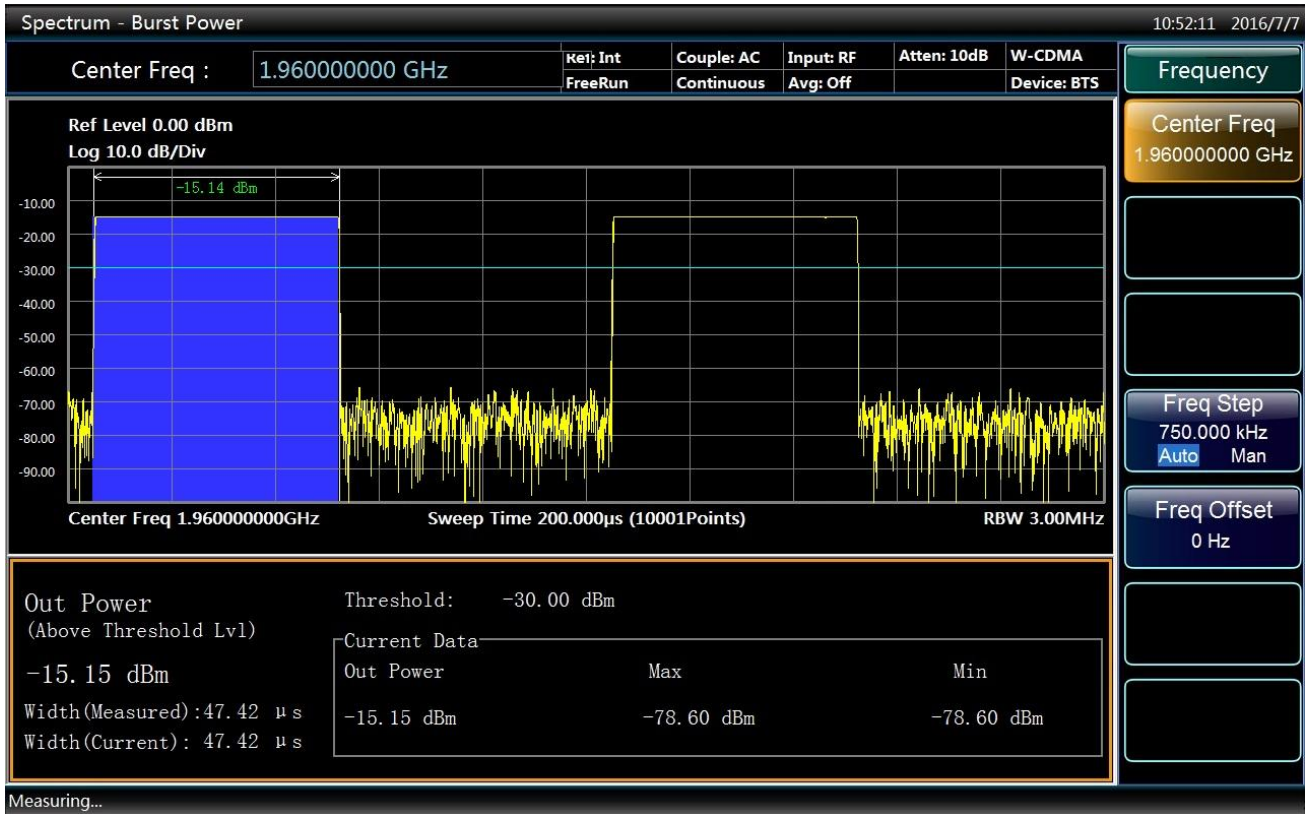 Spectrum - Burst Power
10:52:11 2016/7/7
Center Freq : 1.960000000 GHz
Int Couple: AC Input: RF Atten: 10dB W-CDMA
FreeRun Continuous Avg: Off Device: BTS
Frequency
Center Freq
1.960000000 GHz
Freq Step
750.000 kHz
Auto Man
Freq Offset
0 Hz
Ref Level 0.00 dBm
Log 10.0 dB/Div
-15.14 dBm
-10.00
-20.00
-30.00
-40.00
-50.00
-60.00
-70.00
-80.00
-90.00
Center Freq 1.960000000GHz Sweep Time 200.000μs (10001Points) RBW 3.00MHz
Out Power
(Above Threshold Lvl)
-15.15 dBm
Width(Measured):47.42 μs
Width(Current): 47.42 μs
Threshold: -30.00 dBm
Current Data
Out Power Max Min
-15.15 dBm -78.60 dBm -78.60 dBm
Measuring...